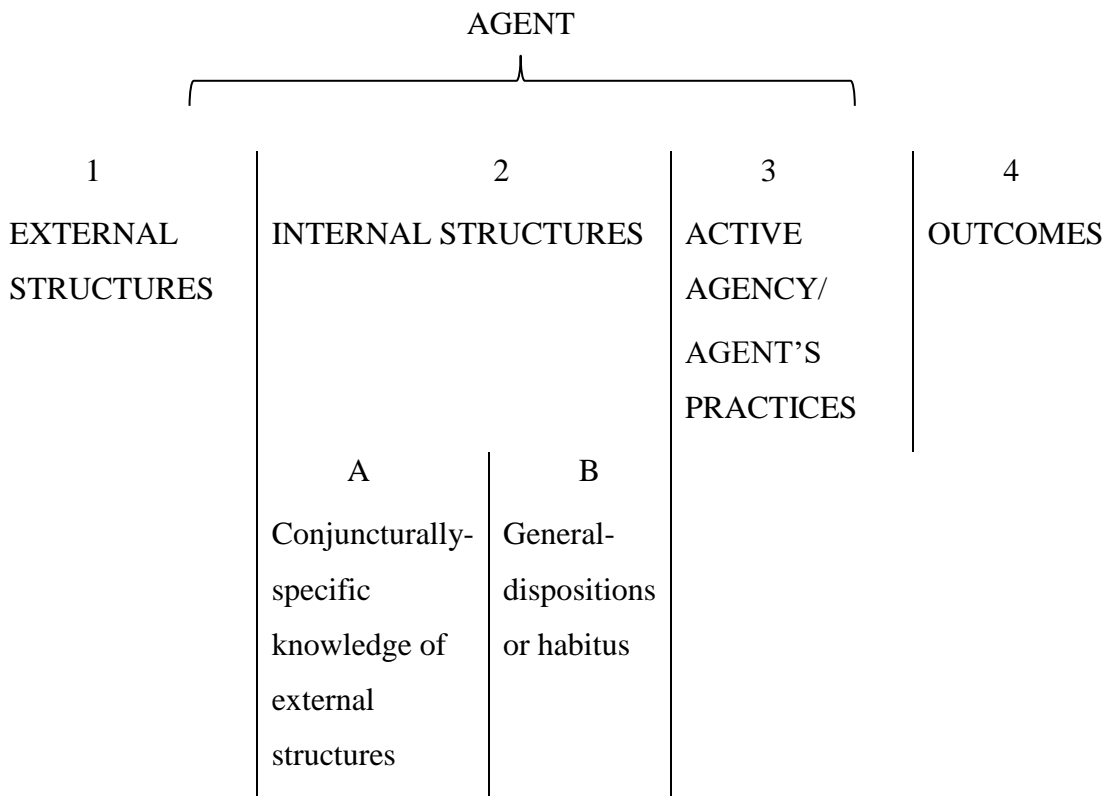 AGENT
1 2 3 4
EXTERNAL STRUCTURES
INTERNAL STRUCTURES
ACTIVE
AGENCY/
AGENT’S
PRACTICES
OUTCOMES
A
Conjuncturally-
specific
knowledge of
external
structures
B
General-
dispositions
or habitus